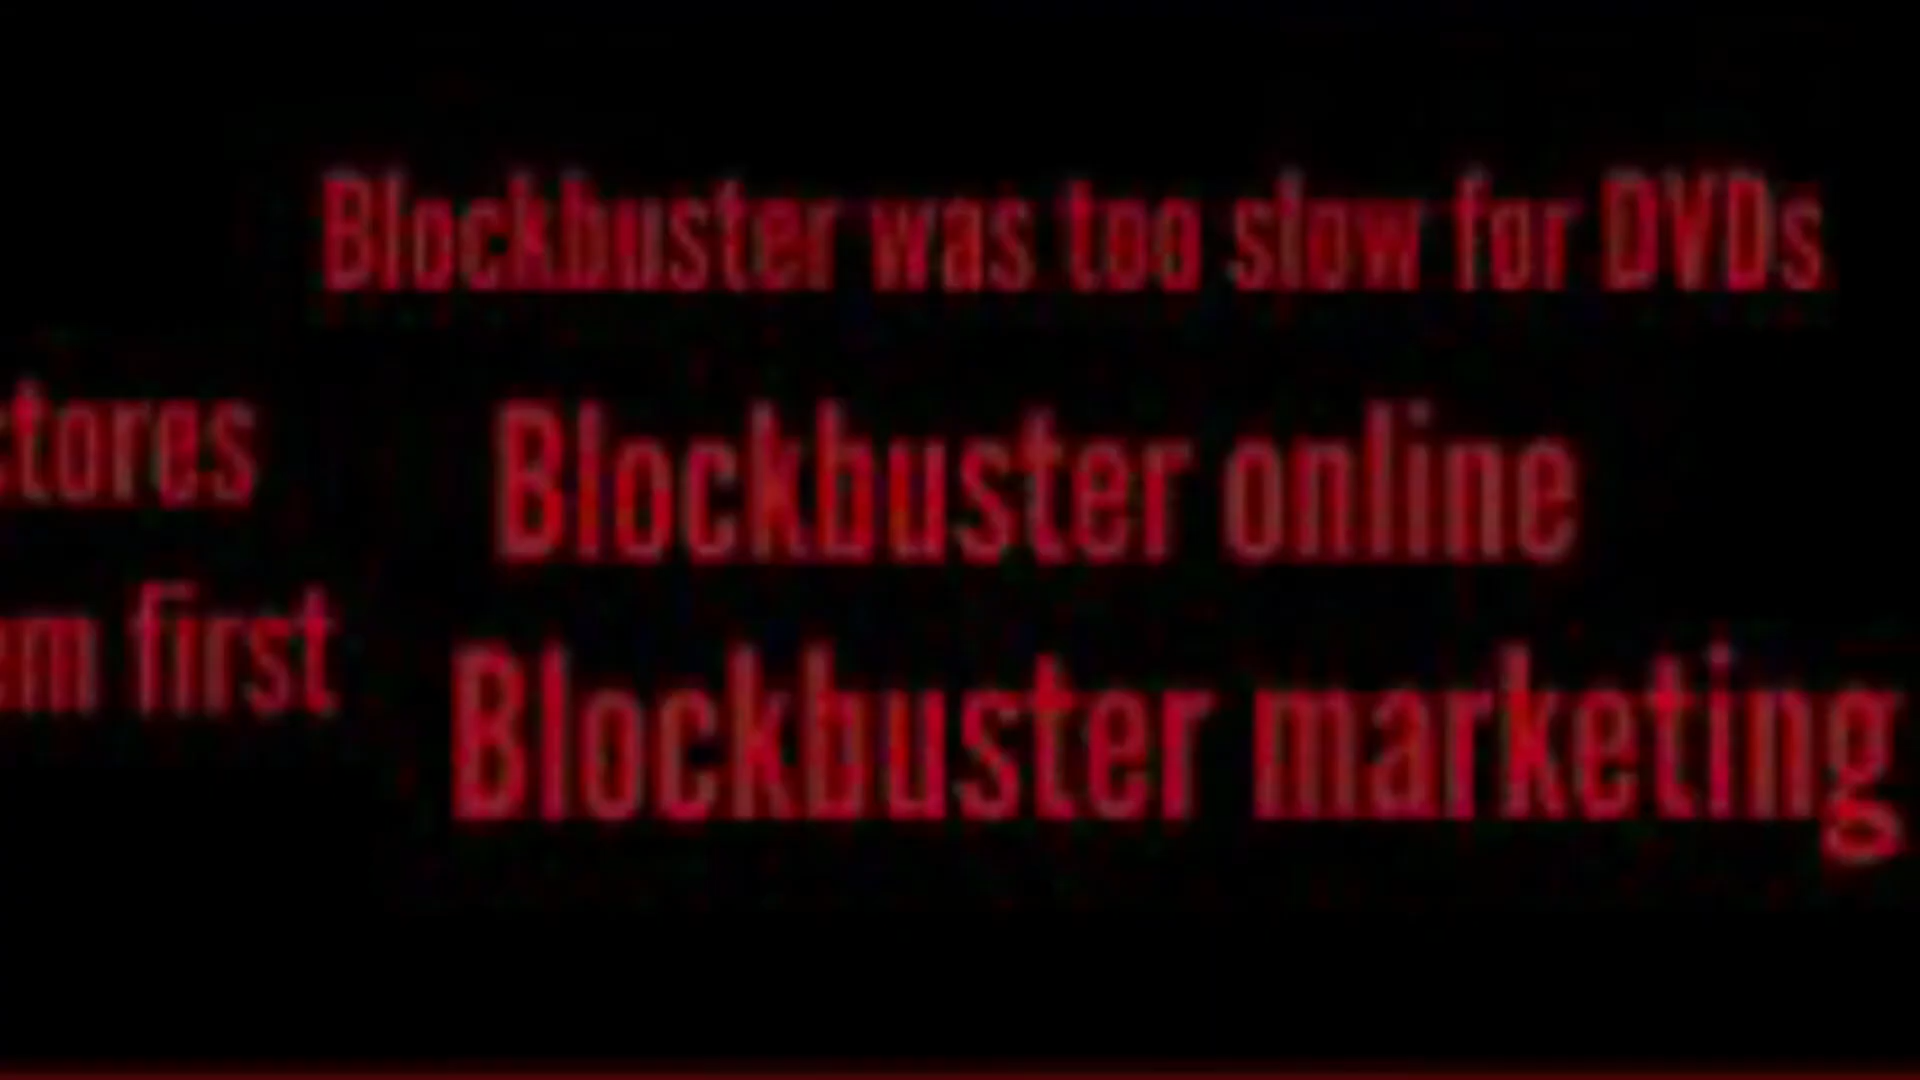 Blockbuster was too slow for DVDs
stores
Blockbuster online
first
Blockbuster marketing